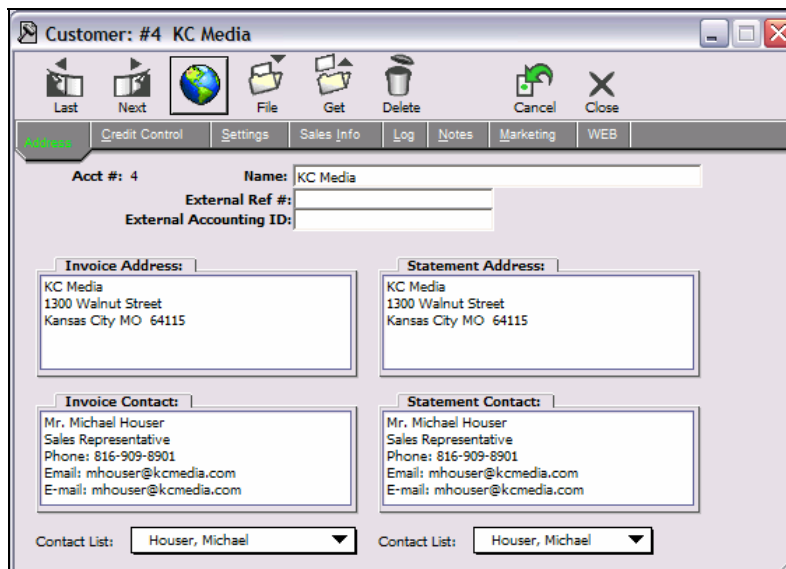 Customer: #4 KC Media
Last Next File Get Delete Cancel Close
Address Credit Control Settings Sales Info Log Notes Marketing WEB
Acct #: 4 Name: KC Media
External Ref #:
External Accounting ID:
Invoice Address:
KC Media
1300 Walnut Street
Kansas City MO 64115
Statement Address:
KC Media
1300 Walnut Street
Kansas City MO 64115
Invoice Contact:
Mr. Michael Houser
Sales Representative
Phone: 816-909-8901
Email: mhouser@kcmedia.com
E-mail: mhouser@kcmedia.com
Statement Contact:
Mr. Michael Houser
Sales Representative
Phone: 816-909-8901
Email: mhouser@kcmedia.com
E-mail: mhouser@kcmedia.com
Contact List: Houser, Michael
Contact List: Houser, Michael